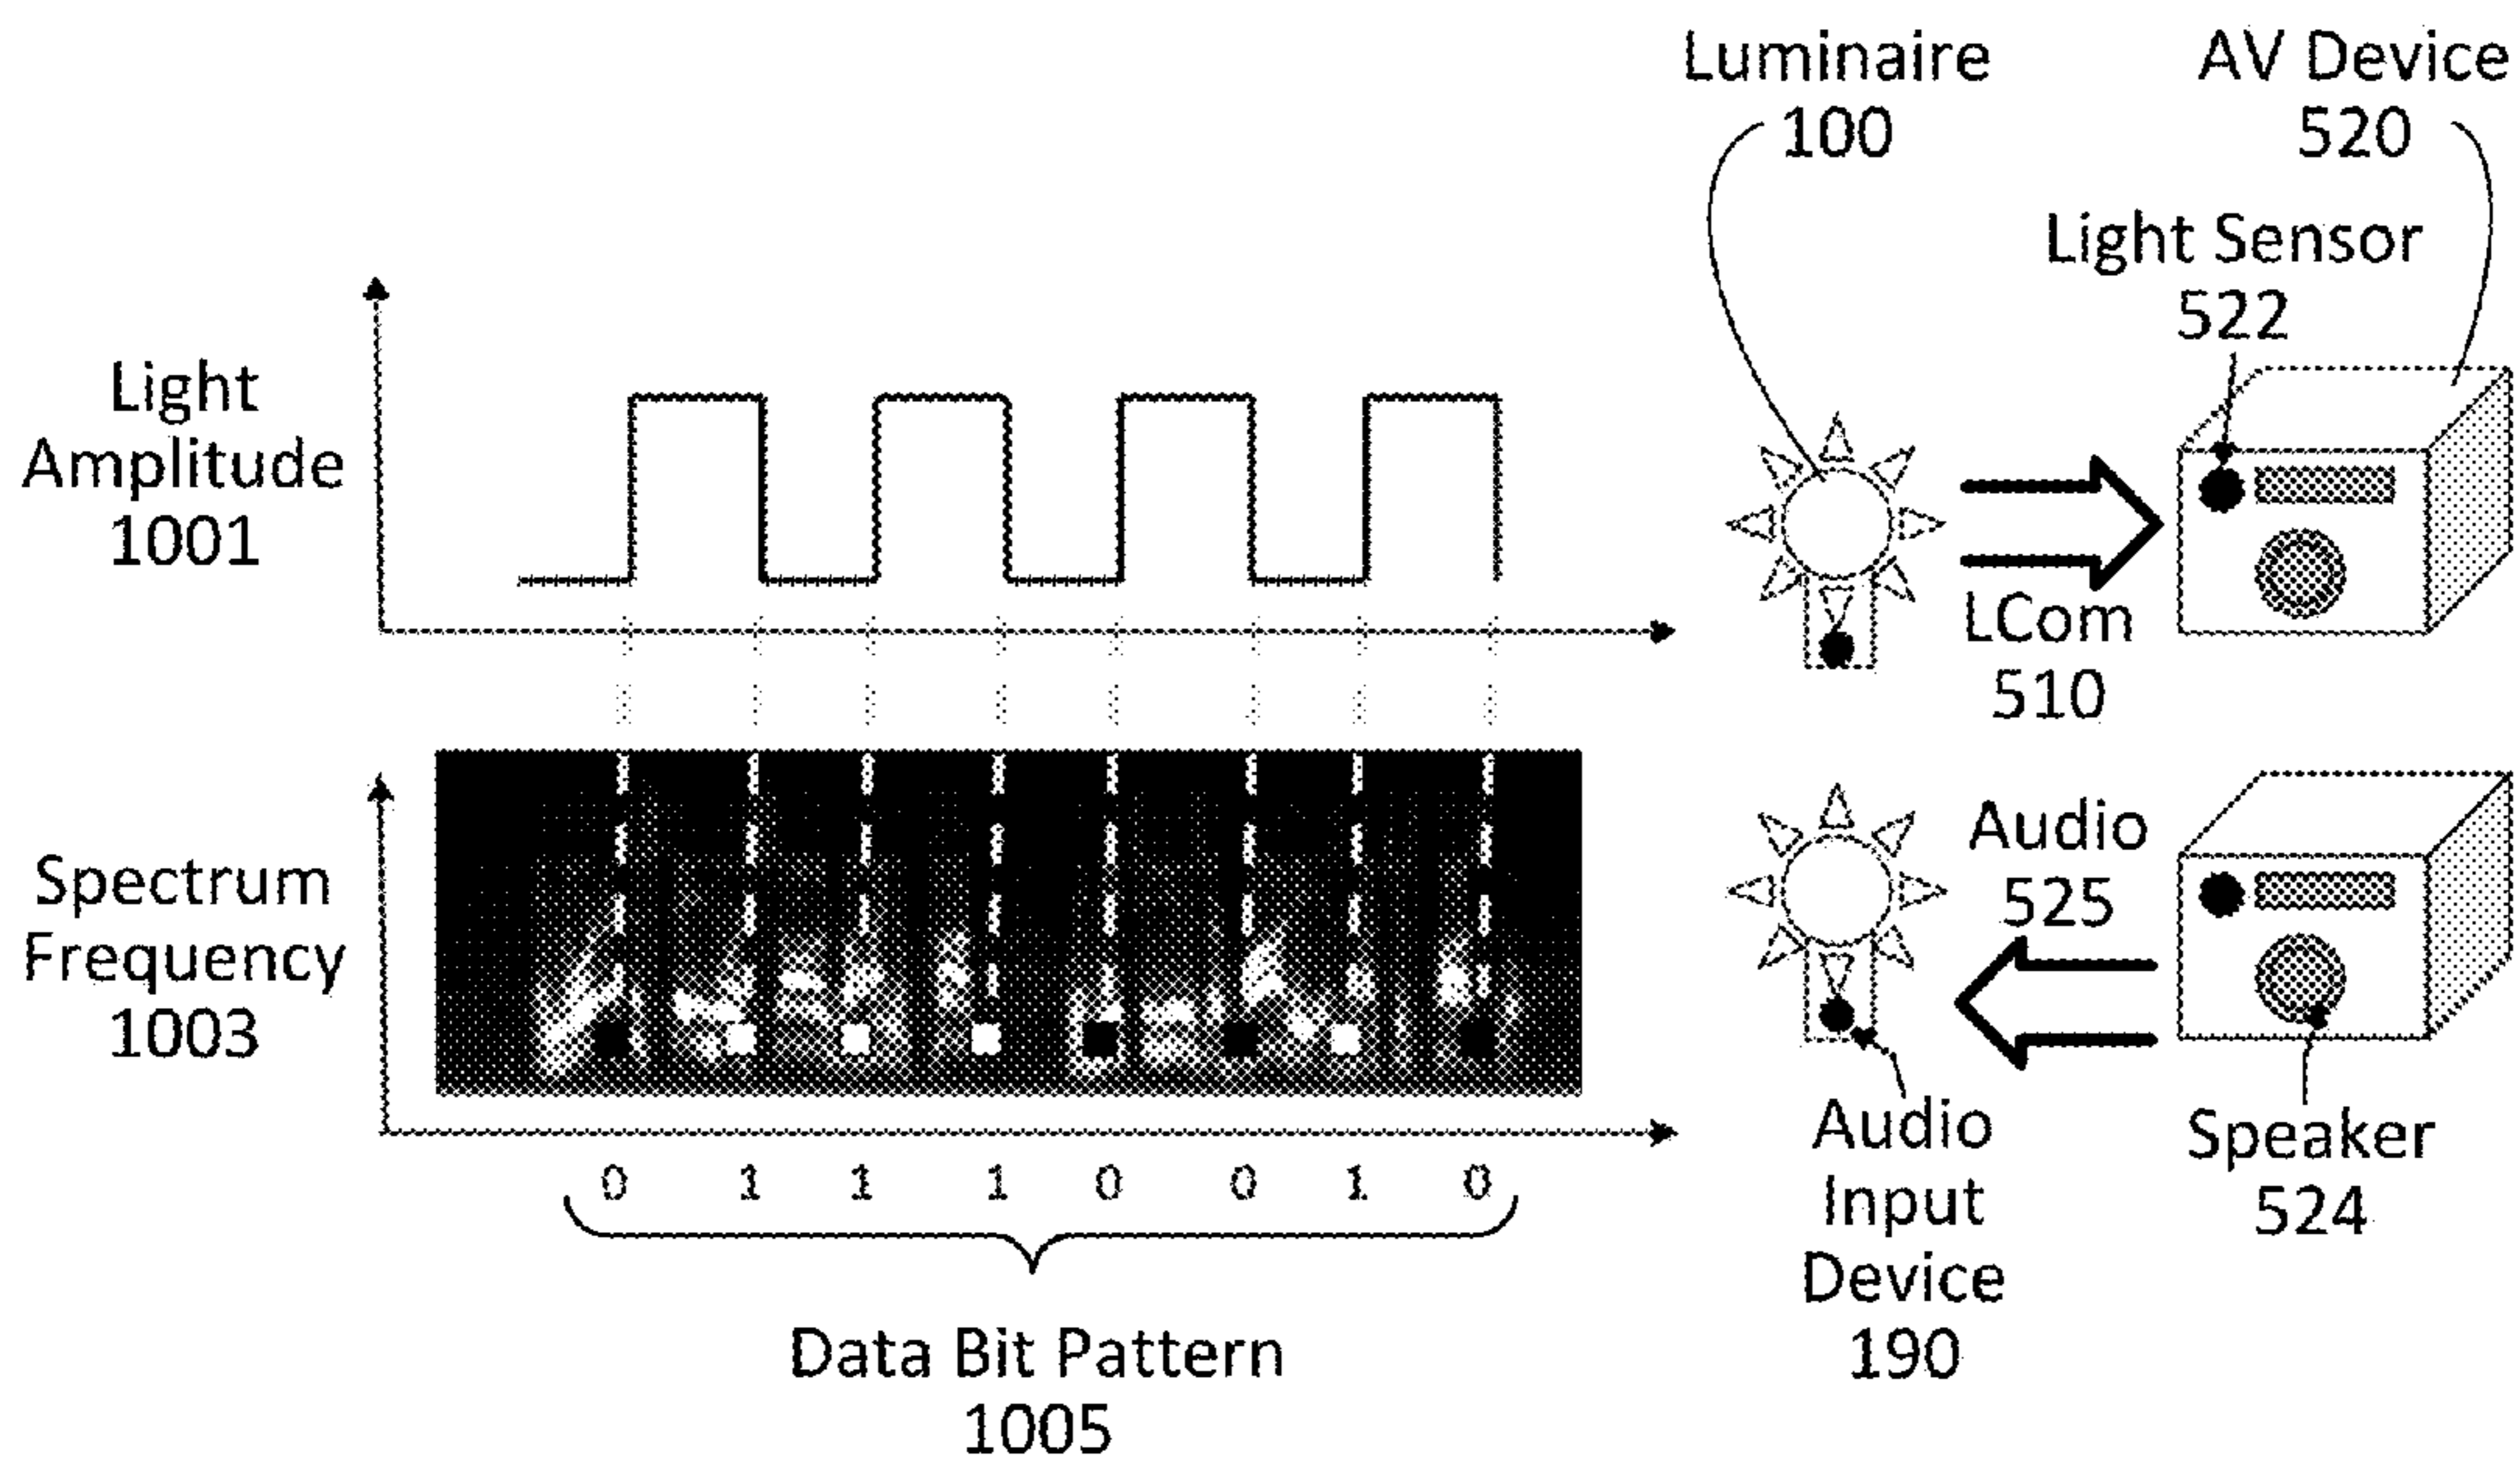 Luminaire
100
AV Device
520
Light Sensor
522
Light
Amplitude
1001
LCom
510
Spectrum
Frequency
1003
Audio
525
0 1 1 1 0 0 1 0
Data Bit Pattern
1005
Audio
Input
Device
190
Speaker
524